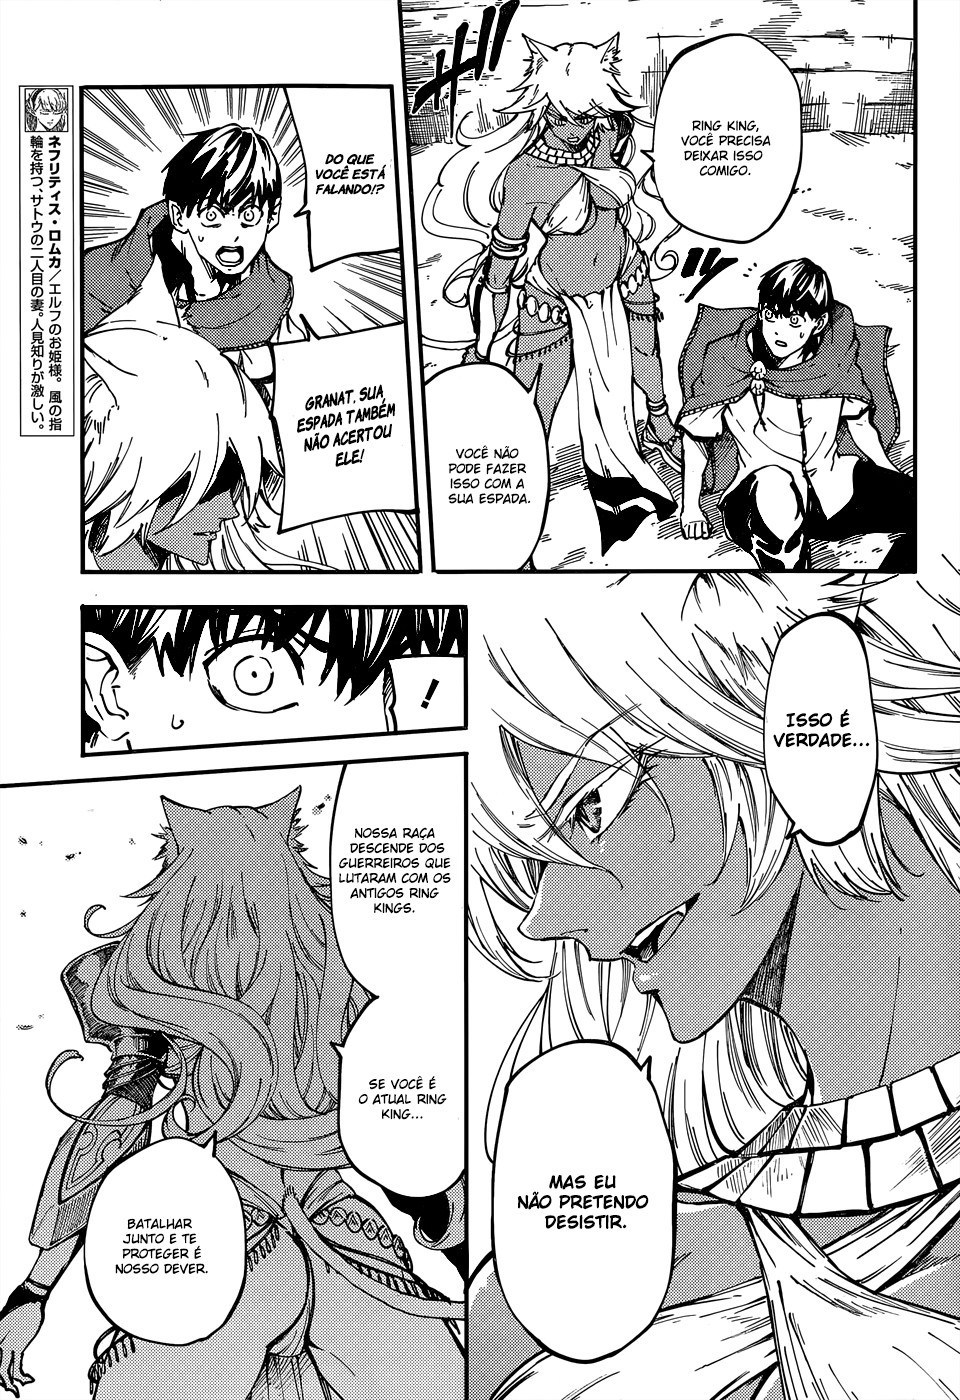 RING KING,
VOCÊ PRECISA
DEIXAR ISSO
COMIGO.
VOCÊ NÃO
PODE FAZER
ISSO COM A
SUA ESPADA.
DO QUE
VOCÊ ESTÁ
FALANDO!?
GRANAT, SUA
ESPADA TAMBÉM
NÃO ACERTOU
ELE!
ネフリティス・ロムカ/エルフのお姫様。風の指
輪を持つ、サトウの二人目の妻。人見知りが激しい。
ISSO É
VERDADE...
MAS EU
NÃO PRETENDO
DESISTIR.
!
NOSSA RAÇA
DESCENDE DOS
GUERREIROS QUE
LUTARAM COM OS
ANTIGOS RING
KINGS.
SE VOCÊ É
O ATUAL RING
KING...
BATALHAR
JUNTO E TE
PROTEGER É
NOSSO DEVER.